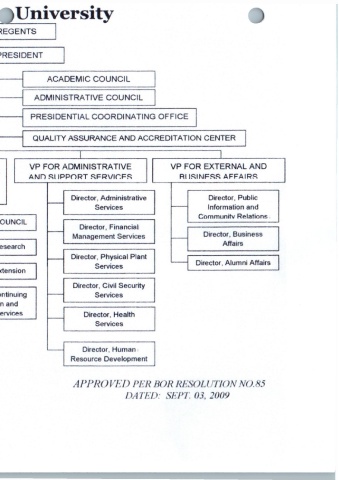 University
REGENTS
PRESIDENT
ACADEMIC COUNCIL
ADMINISTRATIVE COUNCIL
PRESIDENTIAL COORDINATING OFFICE
QUALITY ASSURANCE AND ACCREDITATION CENTER
VP FOR ADMINISTRATIVE
AND SUPPORT SERVICES
VP FOR EXTERNAL AND
BUSINESS AFFAIRS
Director, Administrative
Services
Director, Financial
Management Services
Director, Physical Plant
Services
Director, Civil Security
Services
Director, Health
Services
Director, Human
Resource Development
Director, Public
Information and
Community Relations
Director, Business
Affairs
Director, Alumni Affairs
OUNCIL
esearch
xtension
ontinuing
n and
ervices
APPROVED PER BOR RESOLUTION NO.85
DATED: SEPT. 03, 2009